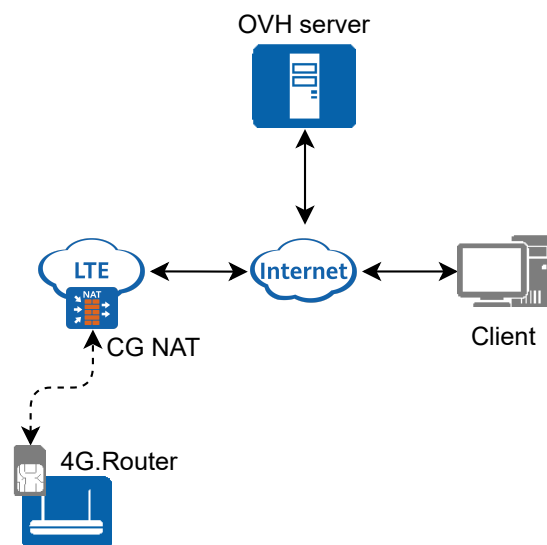 OVH server
LTE
Internet
NAT
CG NAT
Client
4G.Router